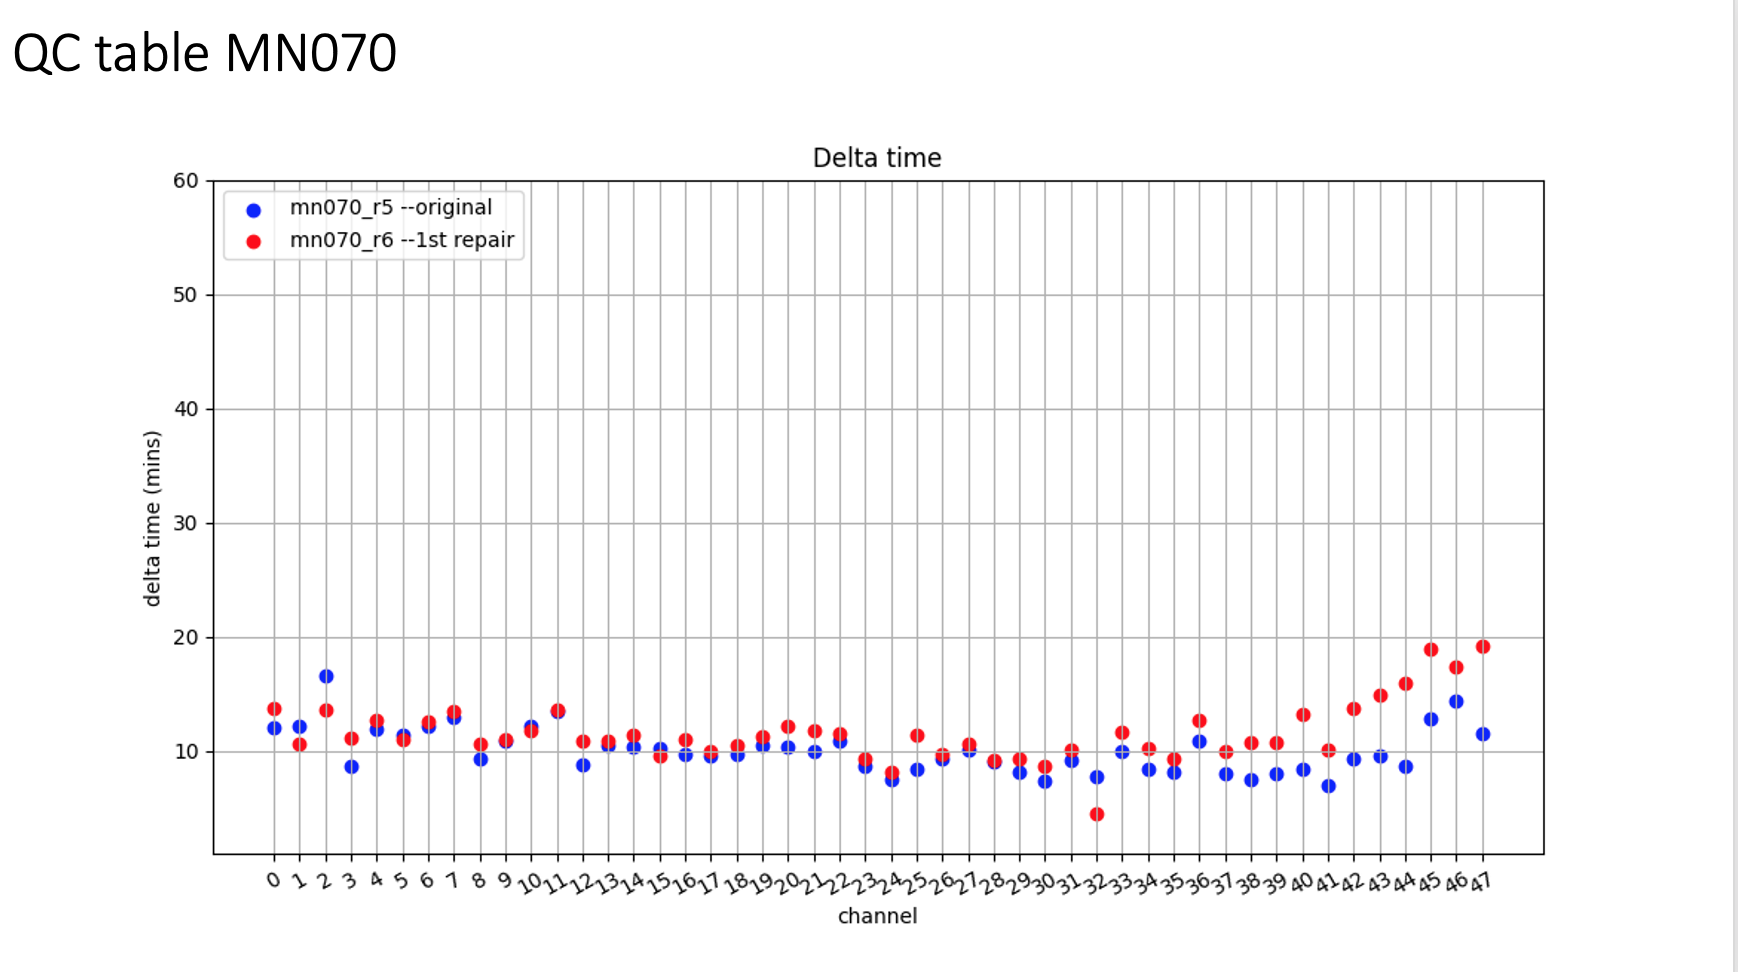 QC table MN070
Delta time
60
mn070_r5 --original
mn070_r6 --1st repair
50
40
30
20
10
delta time (mins)
0 1 2 3 4 5 6 7 8 9 10 11 12 13 14 15 16 17 18 19 20 21 22 23 24 25 26 27 28 29 30 31 32 33 34 35 36 37 38 39 40 41 42 43 44 45 46 47
channel